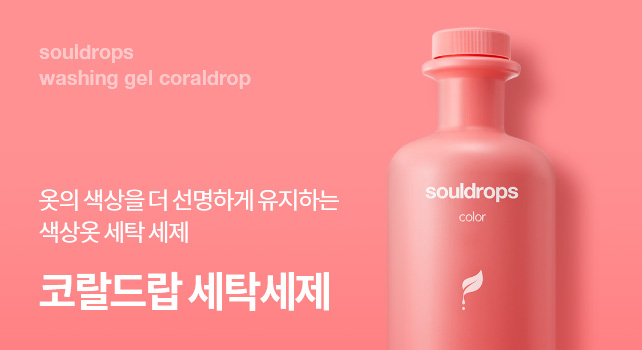 souldrops
washing gel coraldrop
옷의 색상을 더 선명하게 유지하는
색상옷 세탁 세제
코랄드랍 세탁세제
souldrops
color